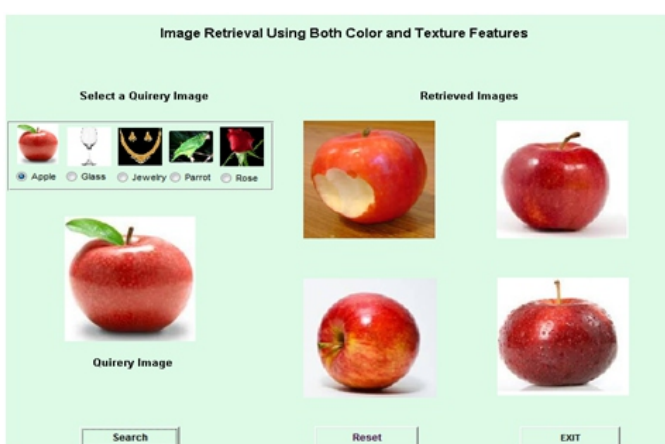 Image Retrieval Using Both Color and Texture Features
Select a Quirery Image
Retrieved Images
Apple Glass Jewelry Parrot Rose
Quirery Image
Search Reset EXIT